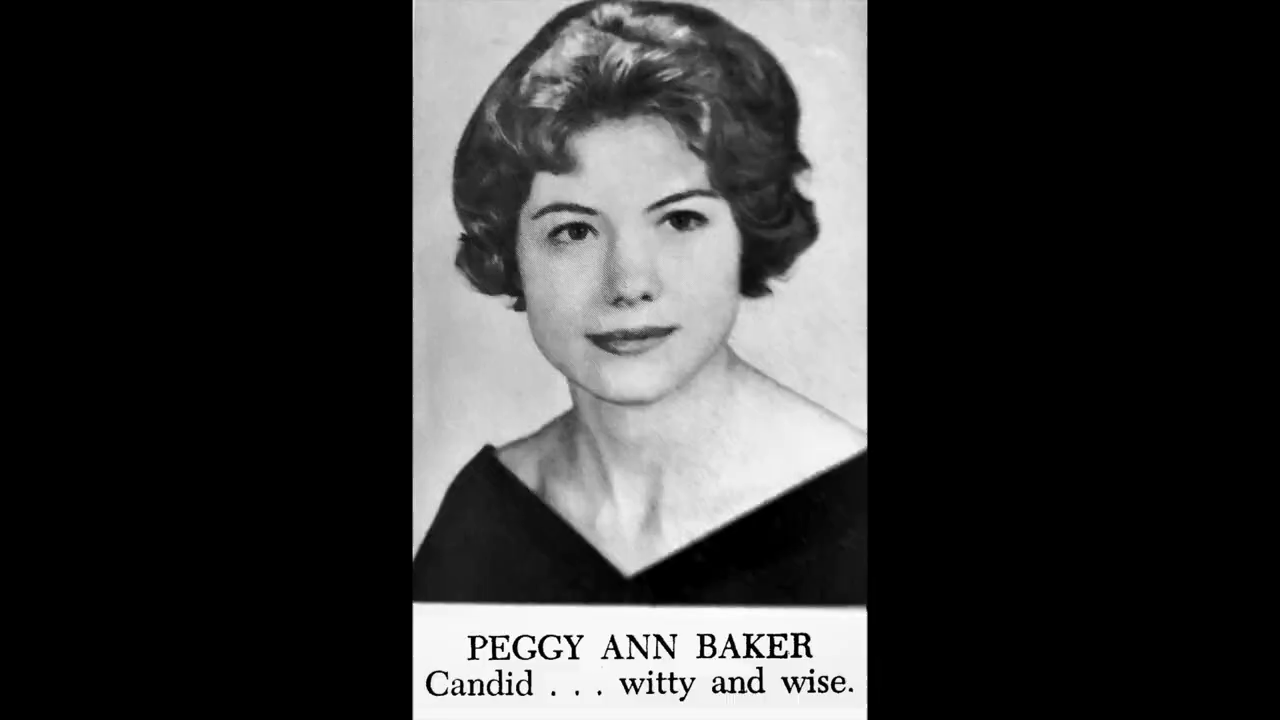 PEGGY ANN BAKER
Candid . . . witty and wise.